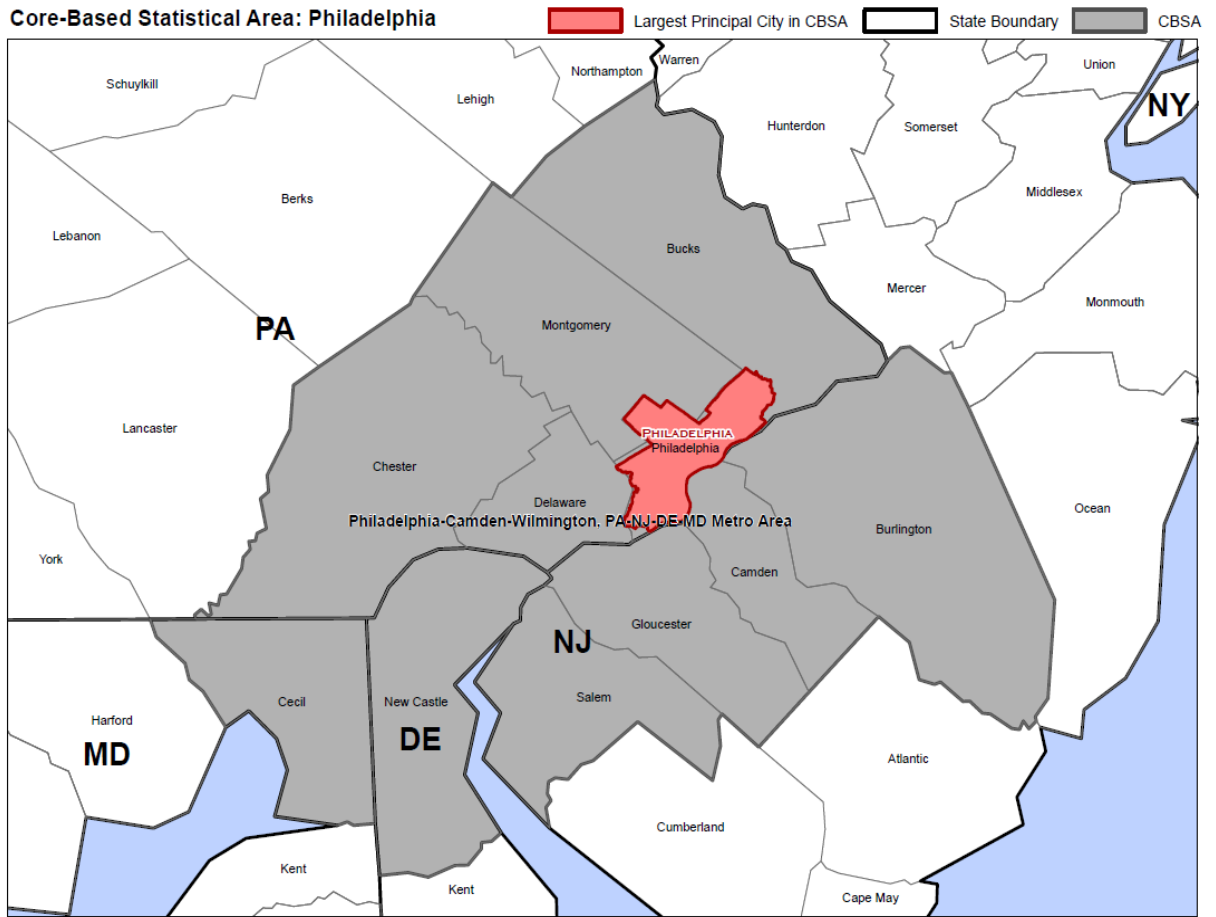 Core-Based Statistical Area: Philadelphia
Largest Principal City in CBSA
State Boundary
CBSA
Northampton
Warren
Union
Schuylkill
Lehigh
NY
Hunterdon
Somerset
Middlesex
Berks
Lebanon
Bucks
Mercer
Monmouth
PA
Montgomery
Lancaster
PHILADELPHIA
Philadelphia
Chester
Delaware
Ocean
Philadelphia-Camden-Wilmington, PA-NJ-DE-MD Metro Area
Burlington
York
Camden
Gloucester
NJ
Salem
Cecil
New Castle
Harford
DE
MD
Atlantic
Cumberland
Kent
Kent
Cape May